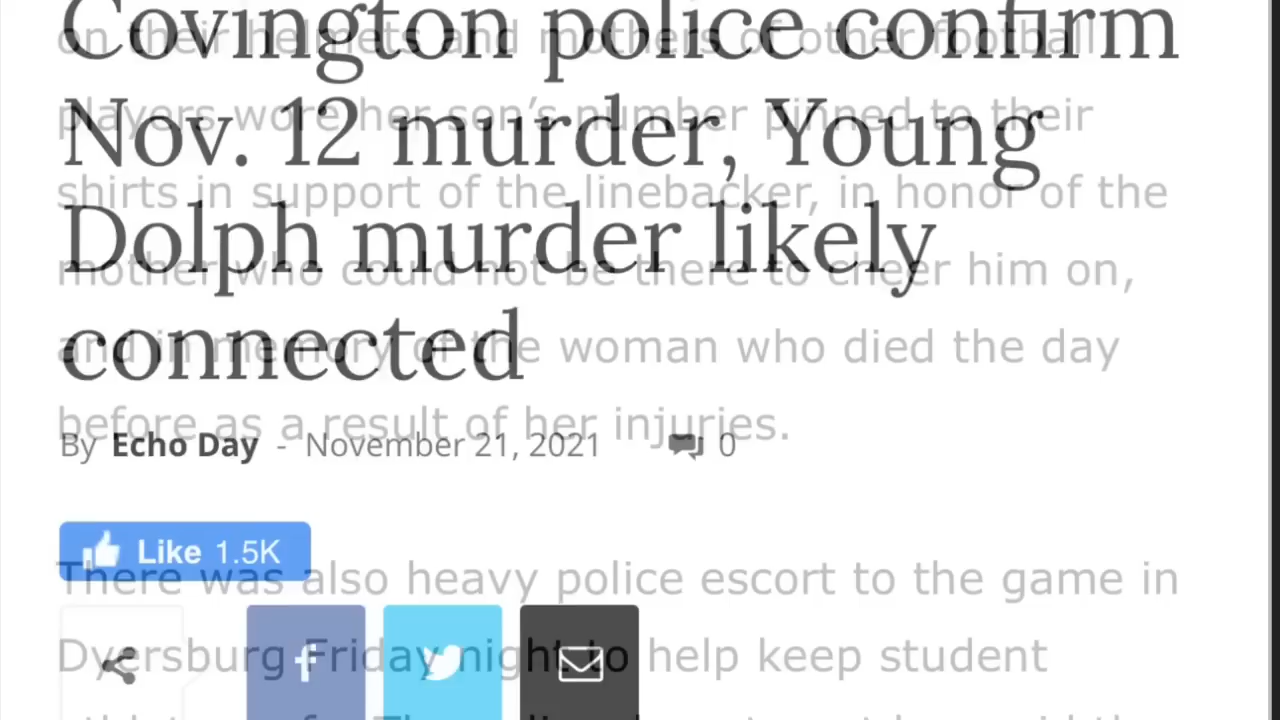 Covington police confirm
Nov. 12 murder, Young
Dolph murder likely
connected
By Echo Day - November 21, 2021 0
Like 1.5K
on their helmets and mothers of other football
players wore her son's number pinned to their
shirts in support of the linebacker, in honor of the
mother who could not be there to cheer him on,
and in memory of the woman who died the day
before as a result of her injuries.
There was also heavy police escort to the game in
Dyersburg Friday night to help keep student